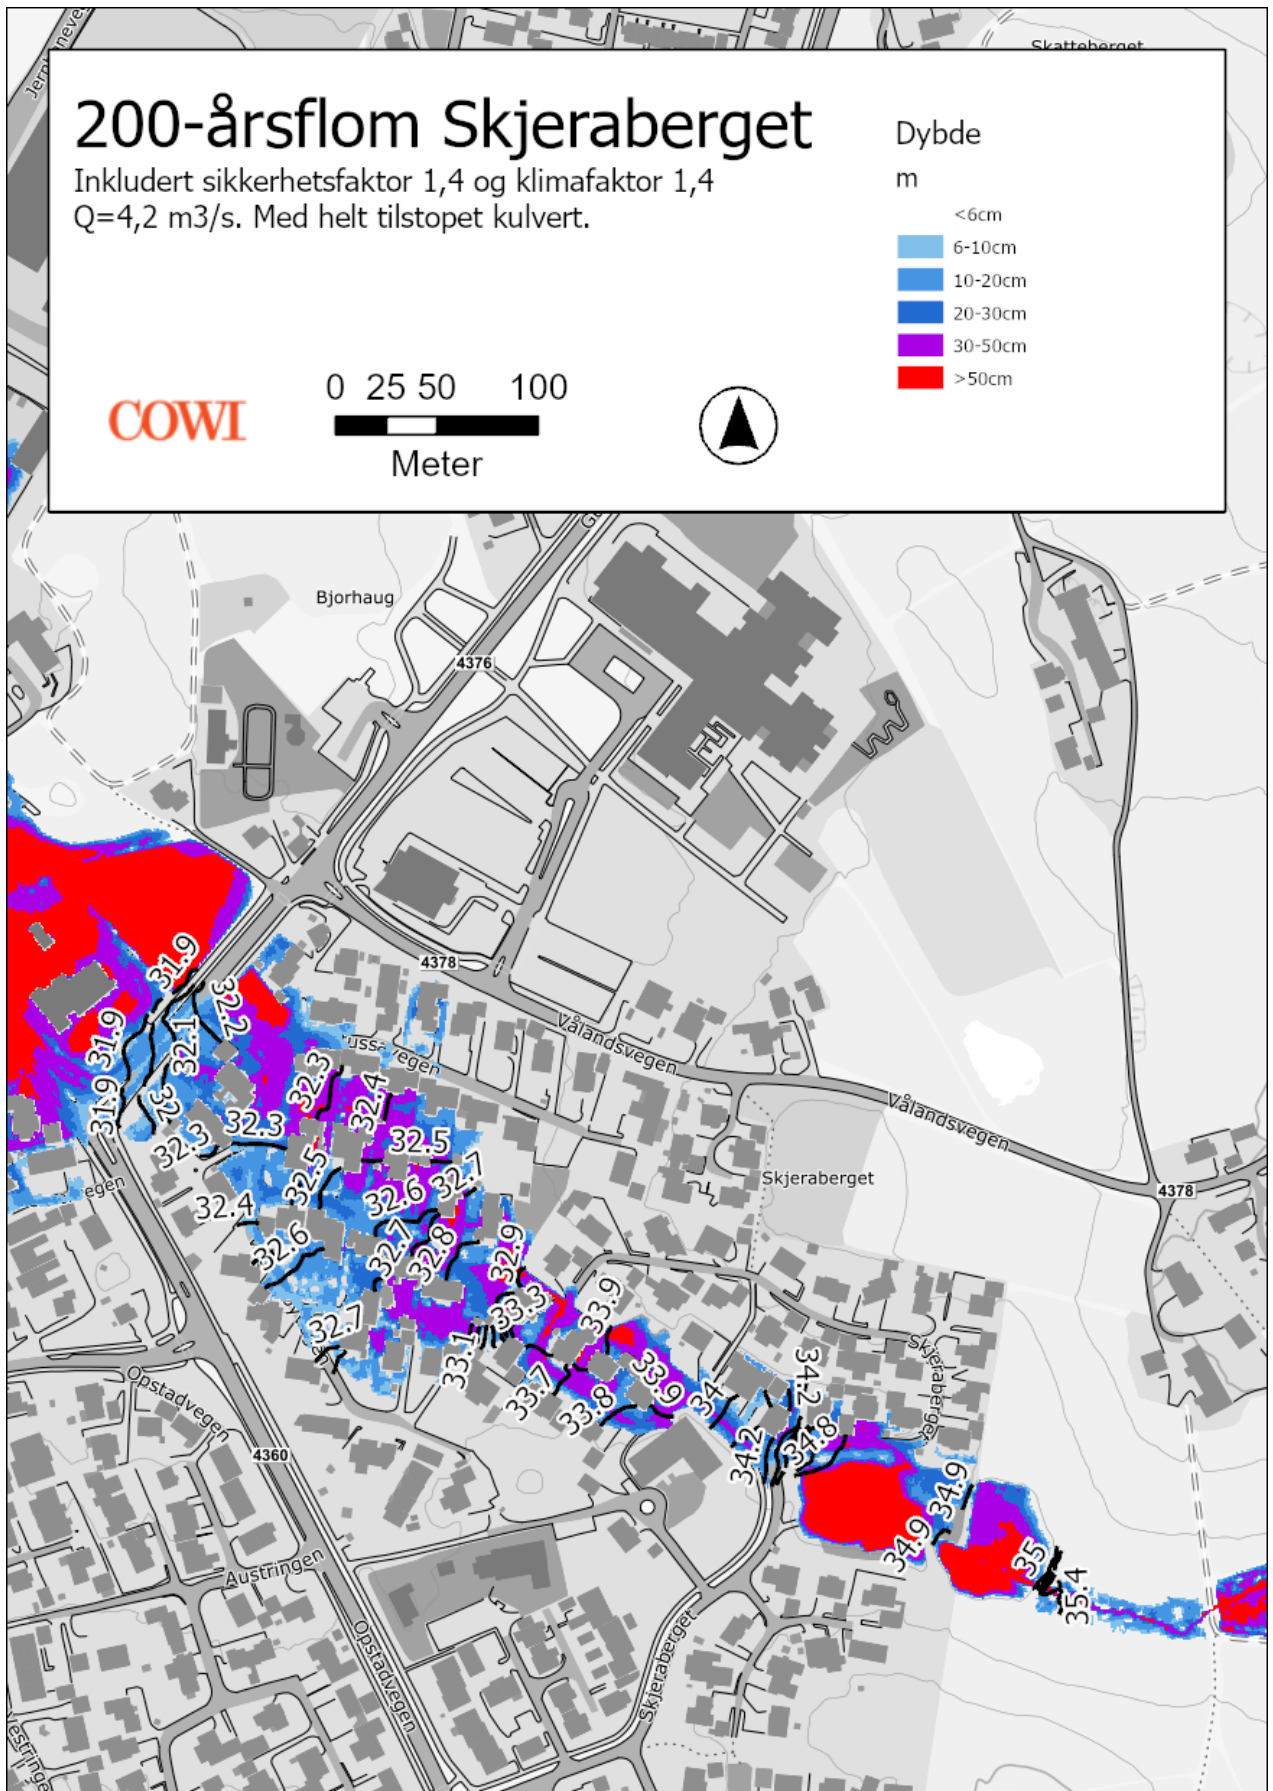 Skatteberget
200-årsflom Skjeraberget
Inkludert sikkerhetsfaktor 1,4 og klimafaktor 1,4
Q=4,2 m3/s. Med helt tilstopet kulvert.
Dybde
m
<6cm
6-10cm
10-20cm
20-30cm
30-50cm
>50cm
COWI
0 25 50 100
Meter
Bjorhaug
4376
4378
Vålandsvegen
Vålandsvegen
4378
Skjeraberget
31.9
32.2
31.9
32.1
31.9
32
32.3
32.4
32.3
32.3
32.5
32.5
32.7
32.6
32.4
32.6
32.7
32.8
32.9
32.7
33.3
33.1
33.9
33.7
33.8
33.9
34
34.2
34.2
34.8
34.9
34.9
35
35.4
egen
Skjeraberget
Opstadvegen
4360
Austringen
Opstadvegen
Skjeraberget